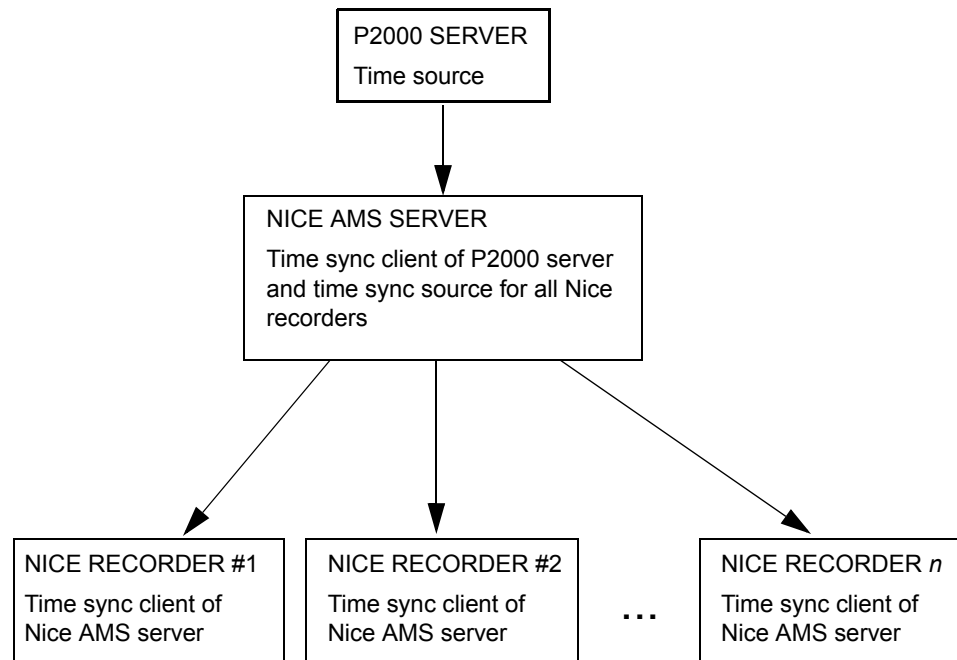 P2000 SERVER
Time source
NICE AMS SERVER
Time sync client of P2000 server
and time sync source for all Nice
recorders
NICE RECORDER #1
Time sync client of
Nice AMS server
NICE RECORDER #2
Time sync client of
Nice AMS server
...
NICE RECORDER n
Time sync client of
Nice AMS server